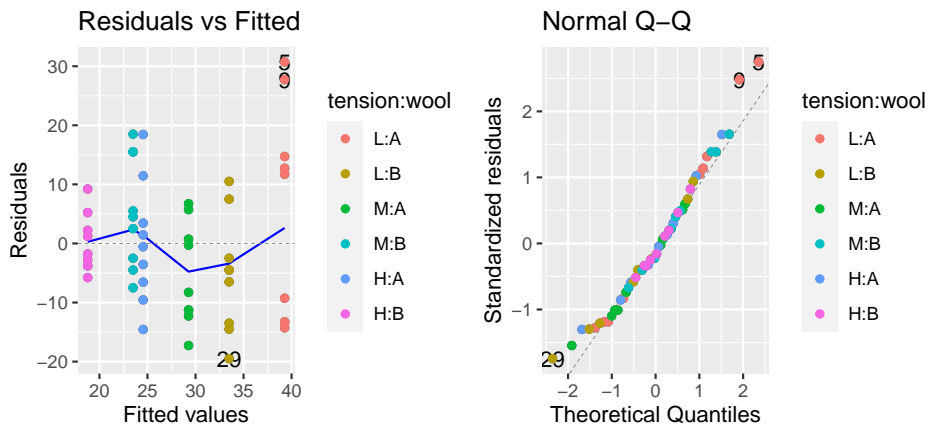 Residuals vs Fitted
Residuals
30
20
10
0
−10
−20
5
9
29
20
25
30
35
40
Fitted values
tension:wool
L:A
L:B
M:A
M:B
H:A
H:B
Normal Q−Q
Standardized residuals
2
1
0
−1
5
9
29
−2
−1
0
1
2
Theoretical Quantiles
tension:wool
L:A
L:B
M:A
M:B
H:A
H:B